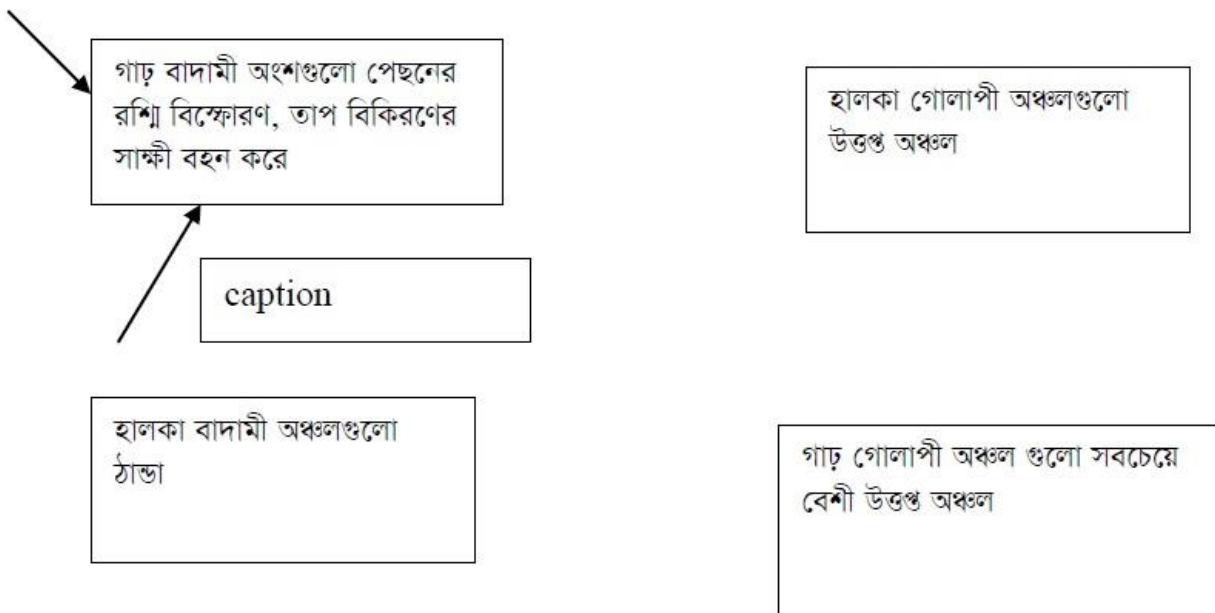 গাঢ় বাদামী অংশগুলো পেছনের
রশ্মি বিস্ফোরণ, তাপ বিকিরণের
সাক্ষী বহন করে
হালকা গোলাপী অঞ্চলগুলো
উত্তপ্ত অঞ্চল
caption
হালকা বাদামী অঞ্চলগুলো
ঠান্ডা
গাঢ় গোলাপী অঞ্চল গুলো সবচেয়ে
বেশী উত্তপ্ত অঞ্চল